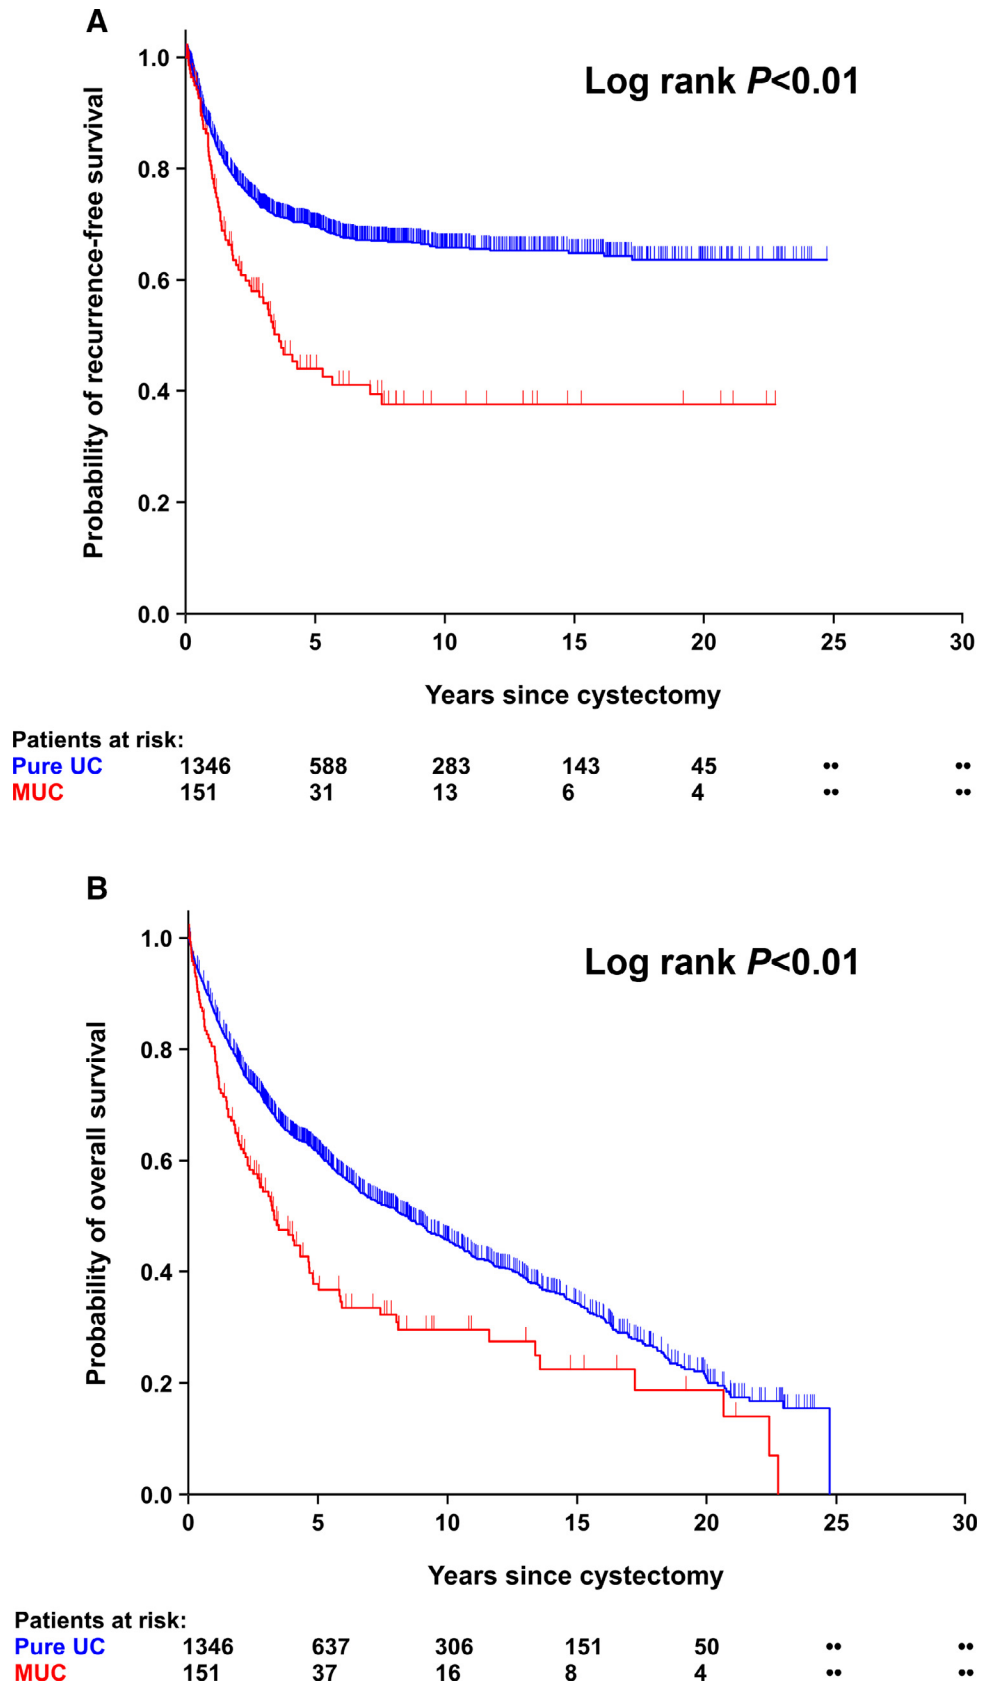 A
Log rank P<0.01
Probability of recurrence-free survival
1.0
0.8
0.6
0.4
0.2
0.0
0 5 10 15 20 25 30
Years since cystectomy
Patients at risk:
Pure UC 1346 588 283 143 45 •• ••
MUC 151 31 13 6 4 •• ••
B
Log rank P<0.01
Probability of overall survival
1.0
0.8
0.6
0.4
0.2
0.0
0 5 10 15 20 25 30
Years since cystectomy
Patients at risk:
Pure UC 1346 637 306 151 50 •• ••
MUC 151 37 16 8 4 •• ••